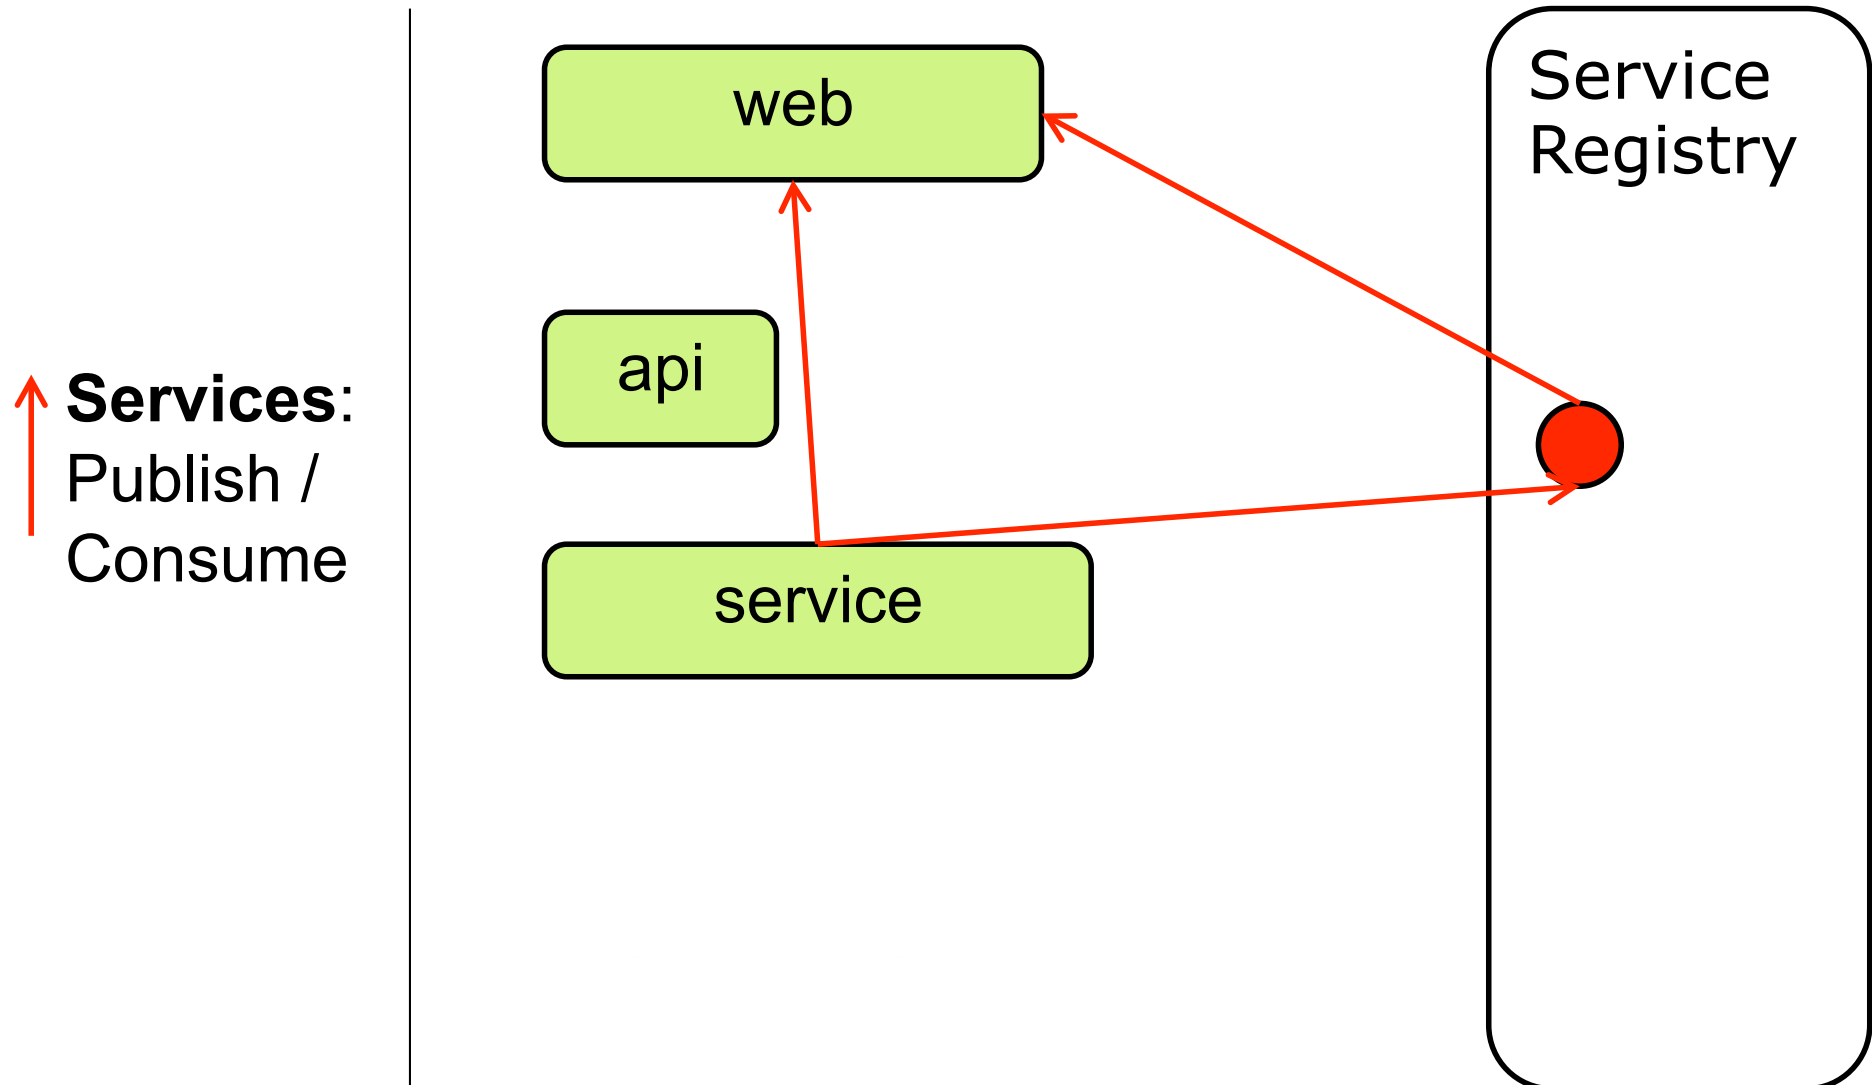 Services:
Publish /
Consume
web
api
service
Service
Registry